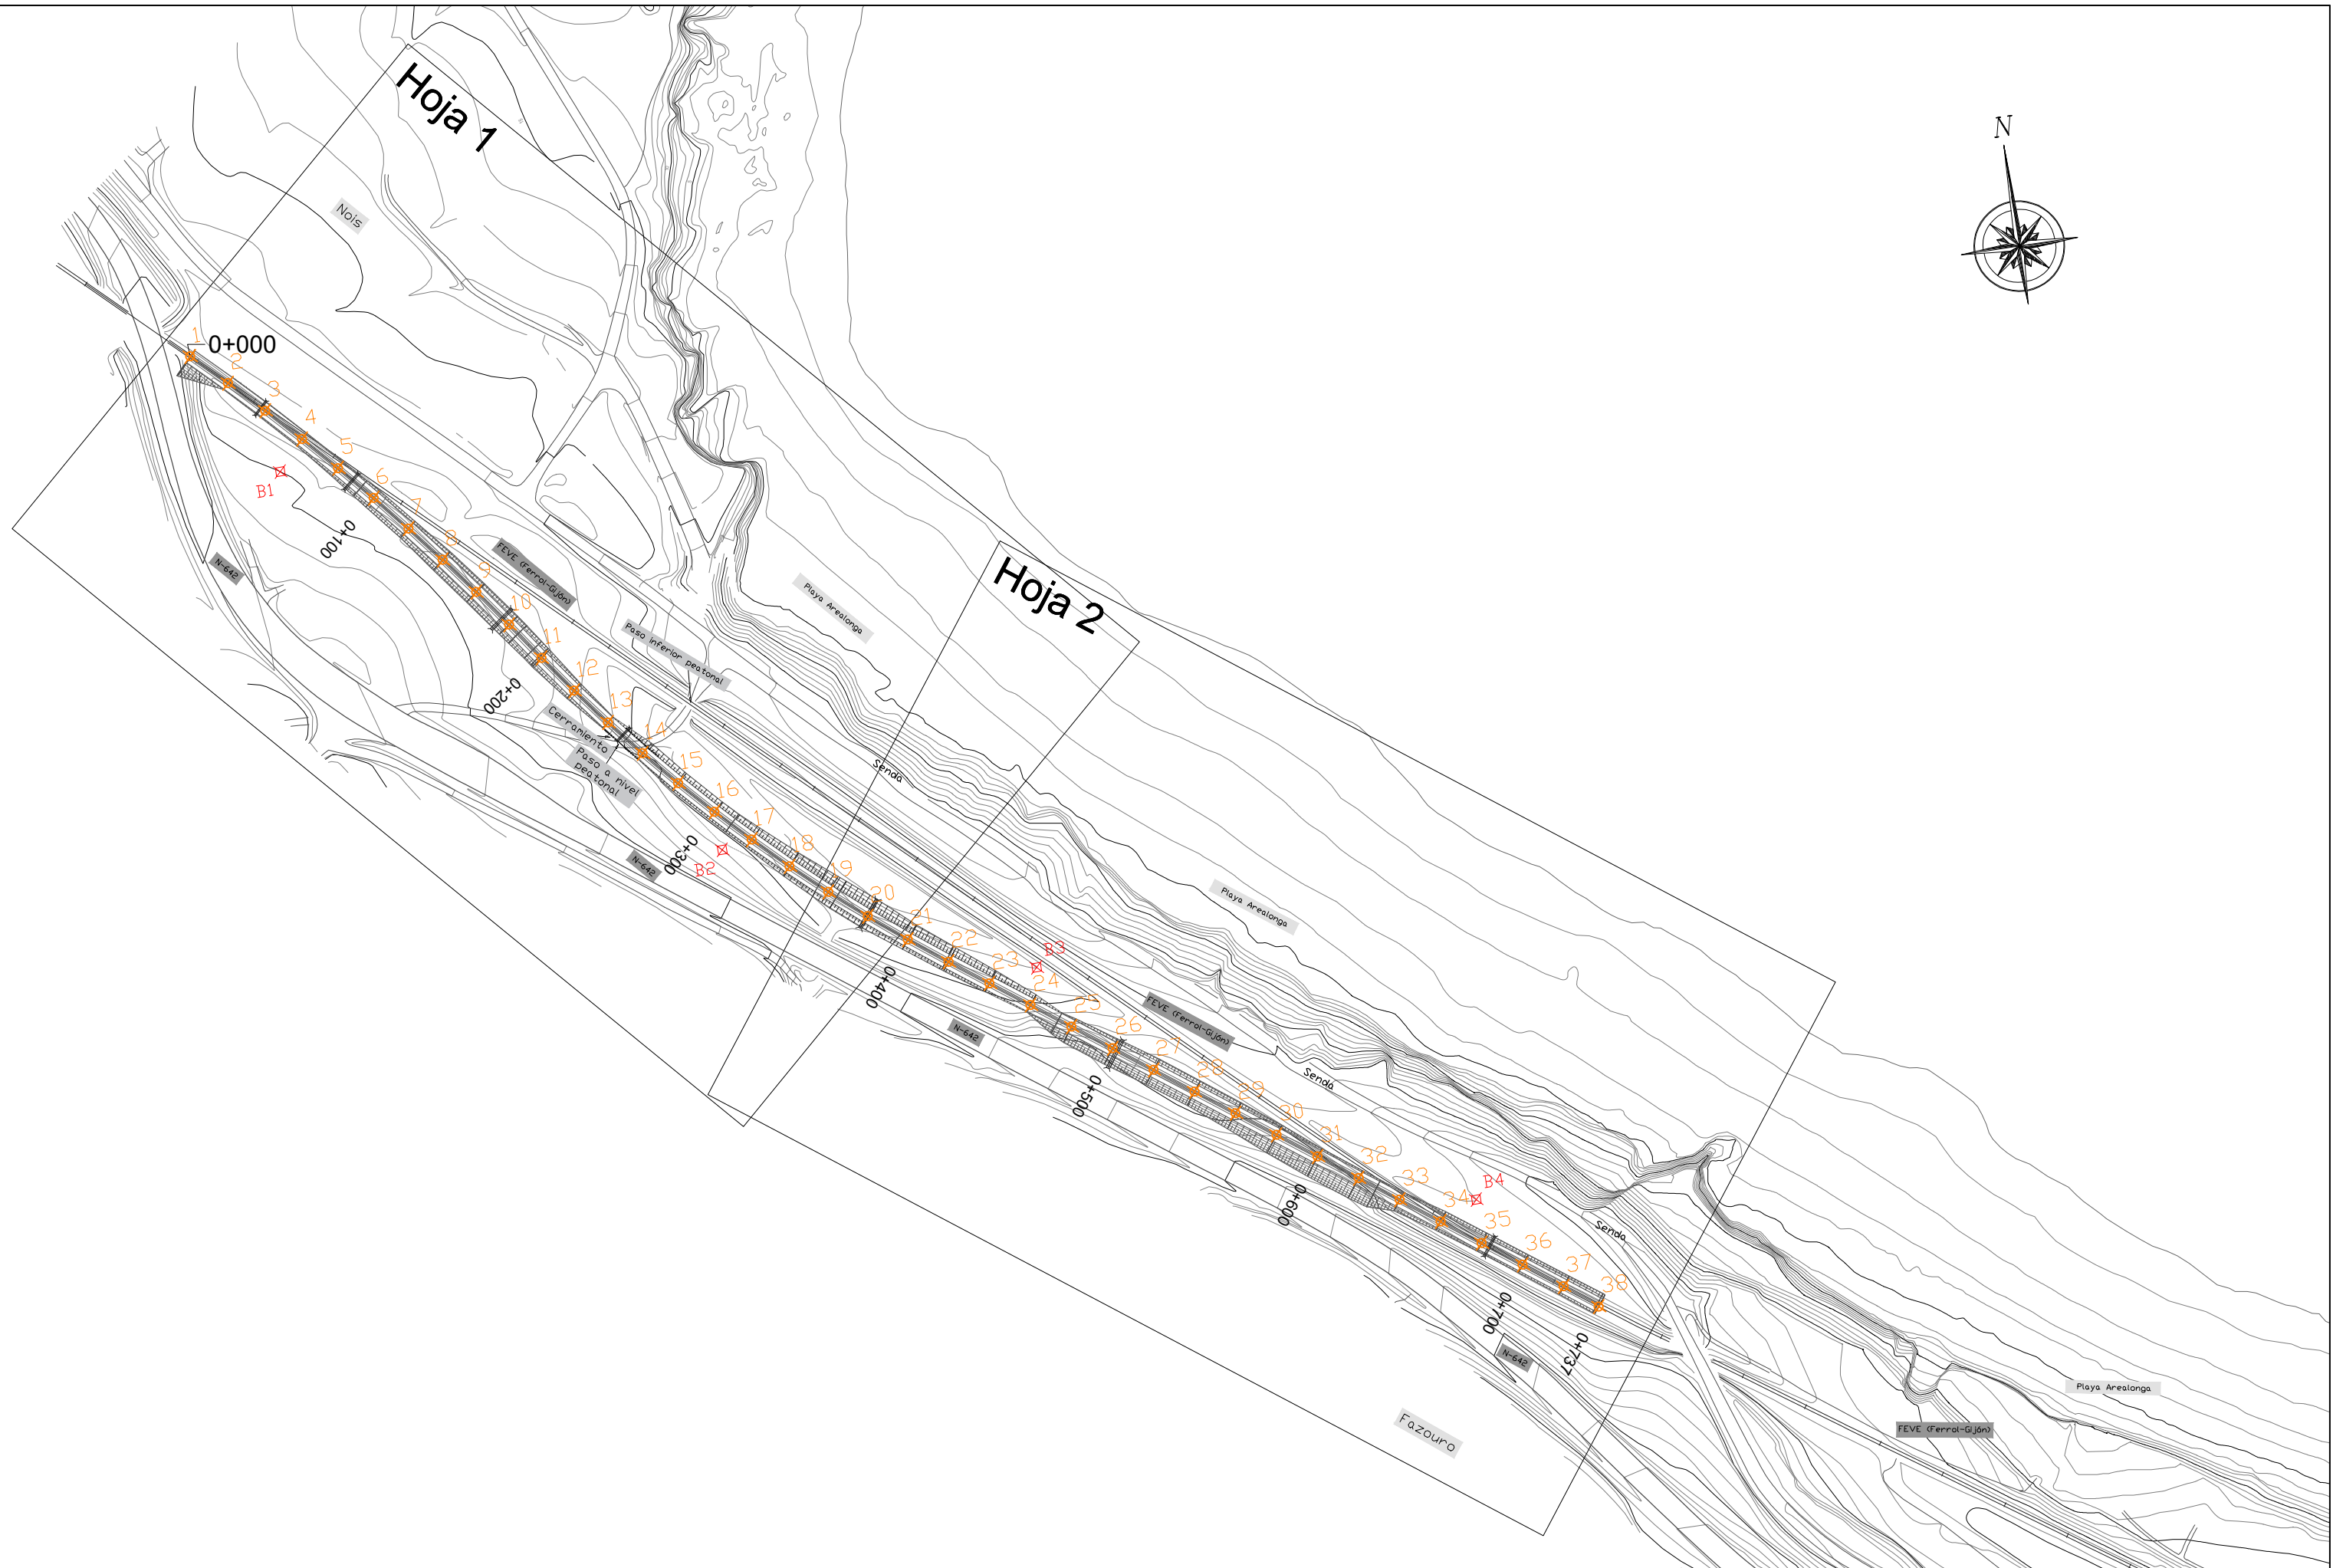 Hoja 1
N
Nois
1
0+000
2
3
4
5
6
B1
7
0+100
8
FEVE (Ferrol-Gijón)
N-642
9
10
Playa Arealonga
Hoja 2
11
Paso inferior peatonal
12
0+200
13
Cerramiento
14
Paso a nivel
peatonal
15
Senda
16
17
18
0+300
B2
N-642
19
20
Playa Arealonga
21
22
B3
23
0+400
24
25
FEVE (Ferrol-Gijón)
N-642
26
27
Senda
28
0+500
29
30
31
32
B4
33
0+600
34
35
Senda
36
37
38
0+700
0+737
N-642
Playa Arealonga
Fazouro
FEVE (Ferrol-Gijón)